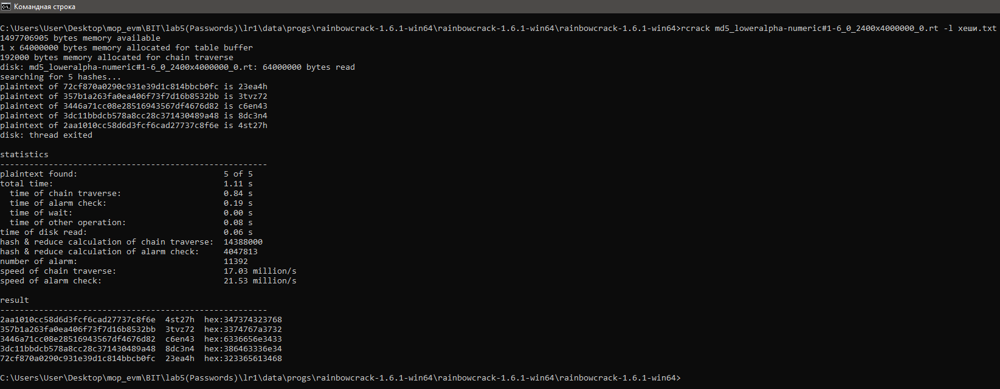 Командная строка
C:\Users\User\Desktop\mop_evm\BIT\lab5(Passwords)\lr1\data\progs\rainbowcrack-1.6.1-win64\rainbowcrack-1.6.1-win64\rainbowcrack-1.6.1-win64>rcrack md5_loweralpha-numeric#1-6_0_2400x4000000_0.rt -l хеши.txt
1497706905 bytes memory available
1 x 64000000 bytes memory allocated for table buffer
192000 bytes memory allocated for chain traverse
disk: md5_loweralpha-numeric#1-6_0_2400x4000000_0.rt: 64000000 bytes read
searching for 5 hashes...
plaintext of 72cf870a0290c931e39d1c814bbcb0fc is 23ea4h
plaintext of 357b1a263fa0ea406f73f7d16b8532bb is 3tvz72
plaintext of 3446a71cc08e28516943567df4676d82 is c6en43
plaintext of 3dc11bbdcb578a8cc28c371430489a48 is 8dc3n4
plaintext of 2aa1010cc58d6d3fcf6cad27737c8f6e is 4st27h
disk: thread exited
statistics
-------------------------------------------------------
plaintext found: 5 of 5
total time: 1.11 s
time of chain traverse: 0.84 s
time of alarm check: 0.19 s
time of wait: 0.00 s
time of other operation: 0.08 s
time of disk read: 0.06 s
hash & reduce calculation of chain traverse: 14388000
hash & reduce calculation of alarm check: 4047813
number of alarm: 11392
speed of chain traverse: 17.03 million/s
speed of alarm check: 21.53 million/s
result
-------------------------------------------------------
2aa1010cc58d6d3fcf6cad27737c8f6e 4st27h hex:347374323768
357b1a263fa0ea406f73f7d16b8532bb 3tvz72 hex:3374767a3732
3446a71cc08e28516943567df4676d82 c6en43 hex:6336656e3433
3dc11bbdcb578a8cc28c371430489a48 8dc3n4 hex:386463336e34
72cf870a0290c931e39d1c814bbcb0fc 23ea4h hex:323365613468
C:\Users\User\Desktop\mop_evm\BIT\lab5(Passwords)\lr1\data\progs\rainbowcrack-1.6.1-win64\rainbowcrack-1.6.1-win64\rainbowcrack-1.6.1-win64>